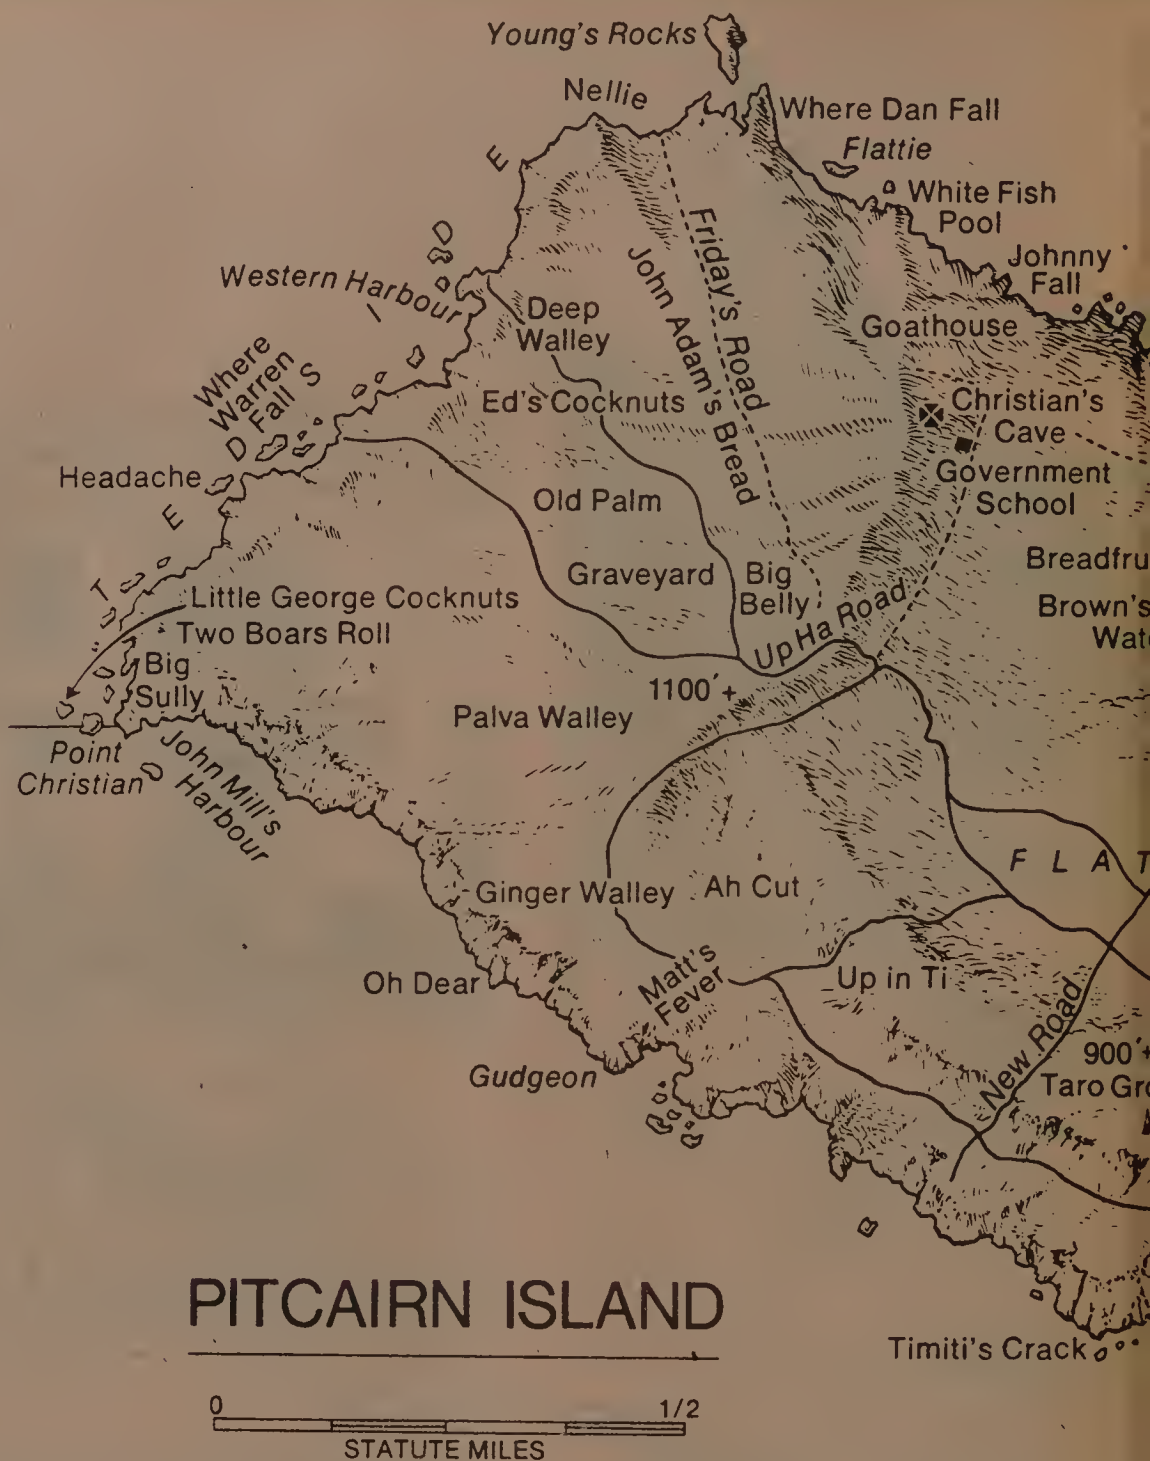 Young's Rocks
Nellie
Where Dan Fall
Flattie
White Fish
Pool
Johnny
Fall
Goathouse
T E D S I D E
Western Harbour
Deep
Walley
Friday's Road
John Adam's Bread
Where
Warren
Fall
Ed's Cocknuts
Christian's
Cave
Headache
Government
School
Old Palm
Graveyard
Big
Belly
Breadfru
Little George Cocknuts
Two Boars Roll
Brown's
Wat
Up Ha Road
Big
Sully
1100'+
Palva Walley
Point
Christian
John Mill's
Harbour
F L A T
Ginger Walley
Ah Cut
Oh Dear
Matt's
Fever
Up in Ti
New Road
Gudgeon
900'+
Taro Gro
PITCAIRN ISLAND
Timiti's Crack
0 1/2
STATUTE MILES